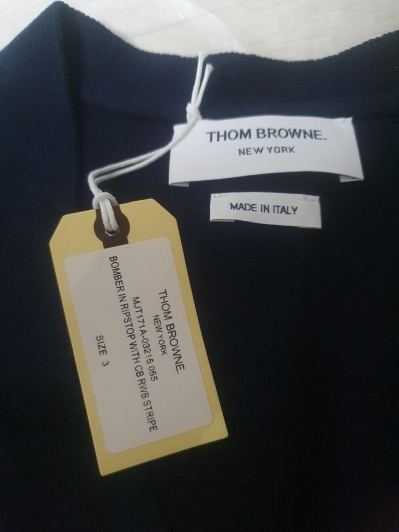 THOM BROWNE.
NEW YORK
MADE IN ITALY
THOM BROWNE.
NEW YORK
MJT171A-03215 055
BOMBER IN RIPSTOP WITH CB RWB STRIPE
SIZE 3